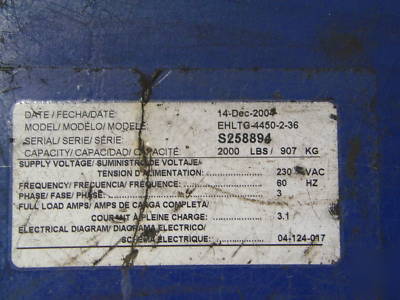 DATE / FECHA/DATE 14-Dec-2004
MODEL/ MODÉLO/ MODÈLE EHLTG-4450-2-36
SERIAL/ SERIE/ SÉRIE S258894
CAPACITY/ CAPACIDAD/ CAPACITÉ 2000 LBS/ 907 KG
SUPPLY VOLTAGE/ SUMINISTRO DE VOLTAJE/
TENSION D'ALIMENTATION: 230 VAC
FREQUENCY/ FRECUENCIA/ FRÉQUENCE 60 HZ
PHASE/ FASE/ PHASE: 3
FULL LOAD AMPS/ AMPS DE CARGA COMPLETA/
COURANT À PLEINE CHARGE: 3.1
ELECTRICAL DIAGRAM/ DIAGRAMA ELECTRICO/
SCHÉMA ÉLECTRIQUE: 04-124-017